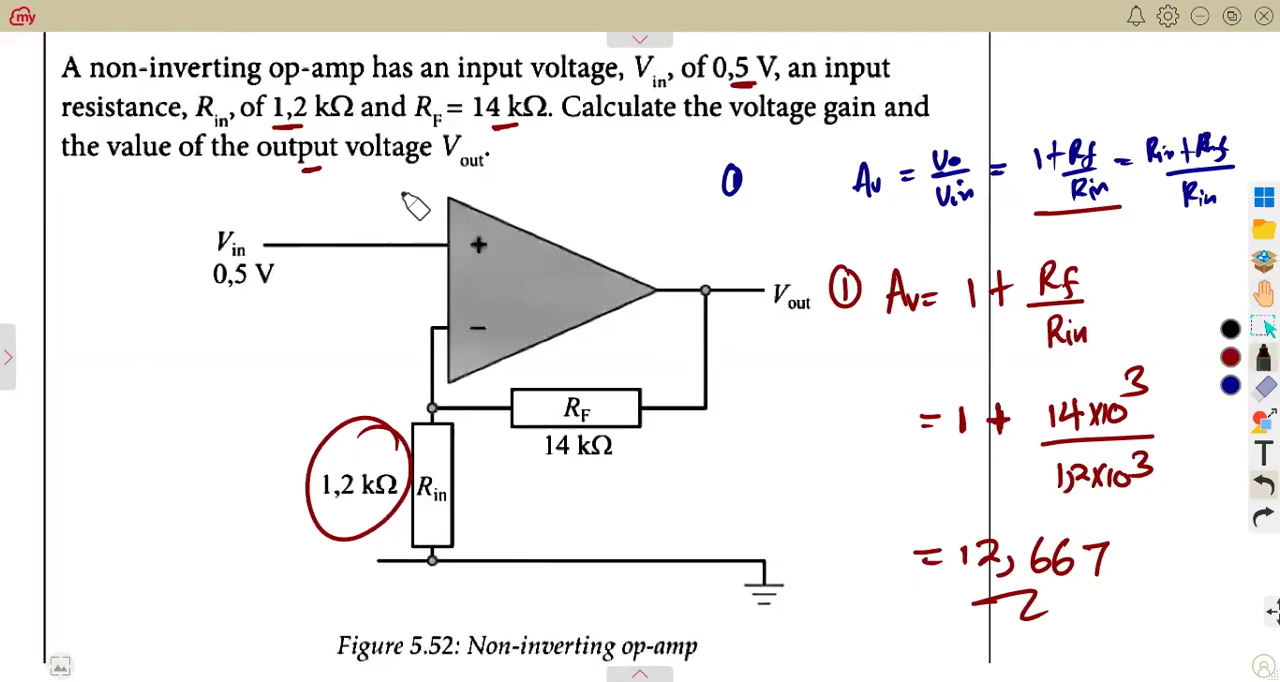 my
A non-inverting op-amp has an input voltage, Vin, of 0,5 V, an input
resistance, Rin, of 1,2 kΩ and RF = 14 kΩ. Calculate the voltage gain and
the value of the output voltage Vout.
Av = Vo/Vin = 1+Rf/Rin = Rin+Rf/Rin
Vin
0,5 V
+
−
Vout
① Av = 1 + Rf/Rin
RF
14 kΩ
= 1 + 14×10³/1,2×10³
1,2 kΩ
Rin
= 12,667
Figure 5.52: Non-inverting op-amp
T